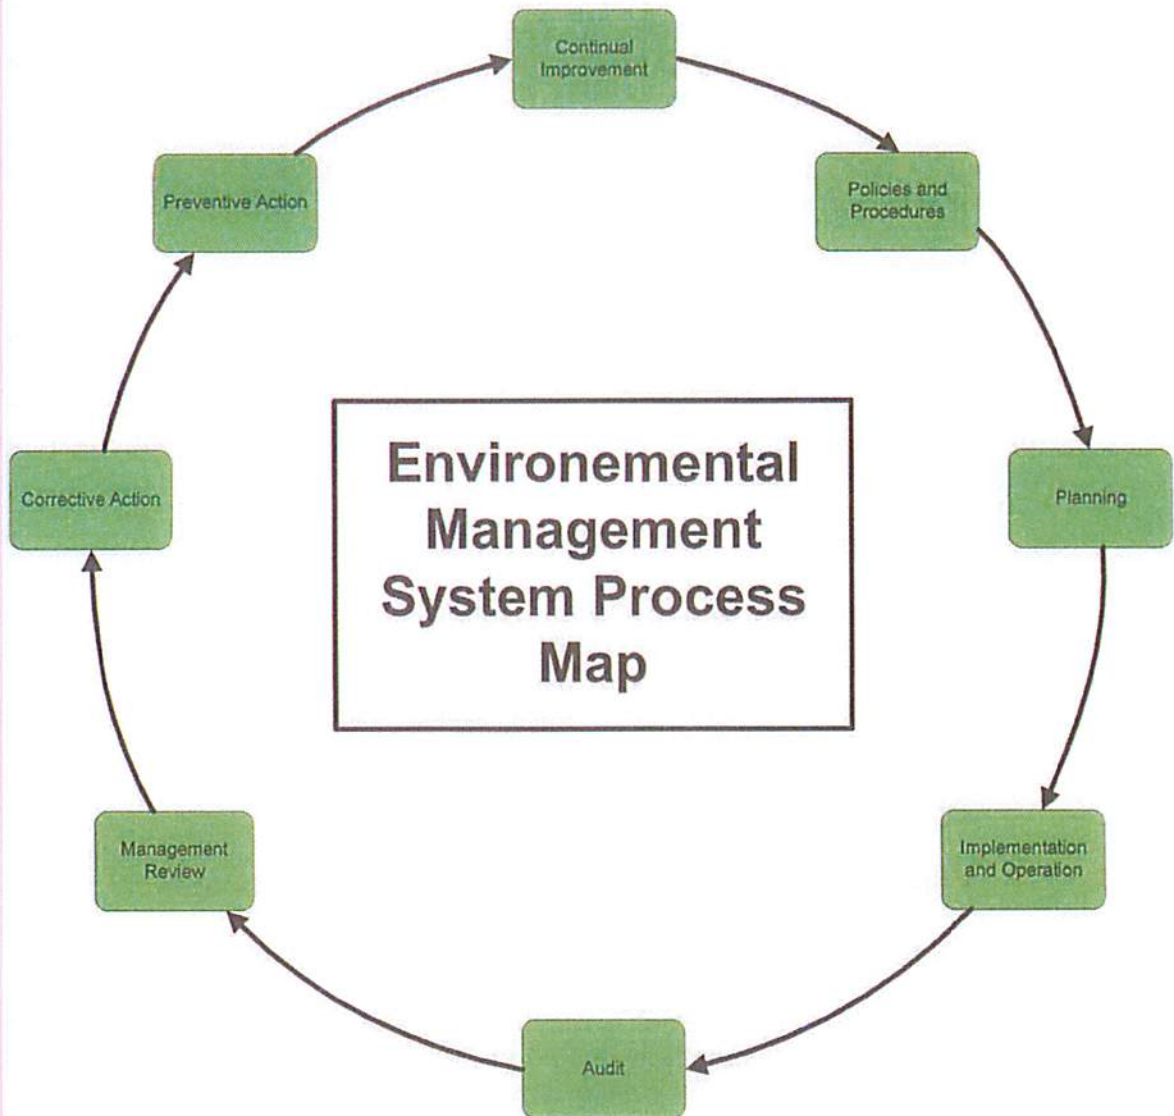 Continual
Improvement
Policies and
Procedures
Planning
Implementation
and Operation
Audit
Management
Review
Corrective Action
Preventive Action
Environemental
Management
System Process
Map